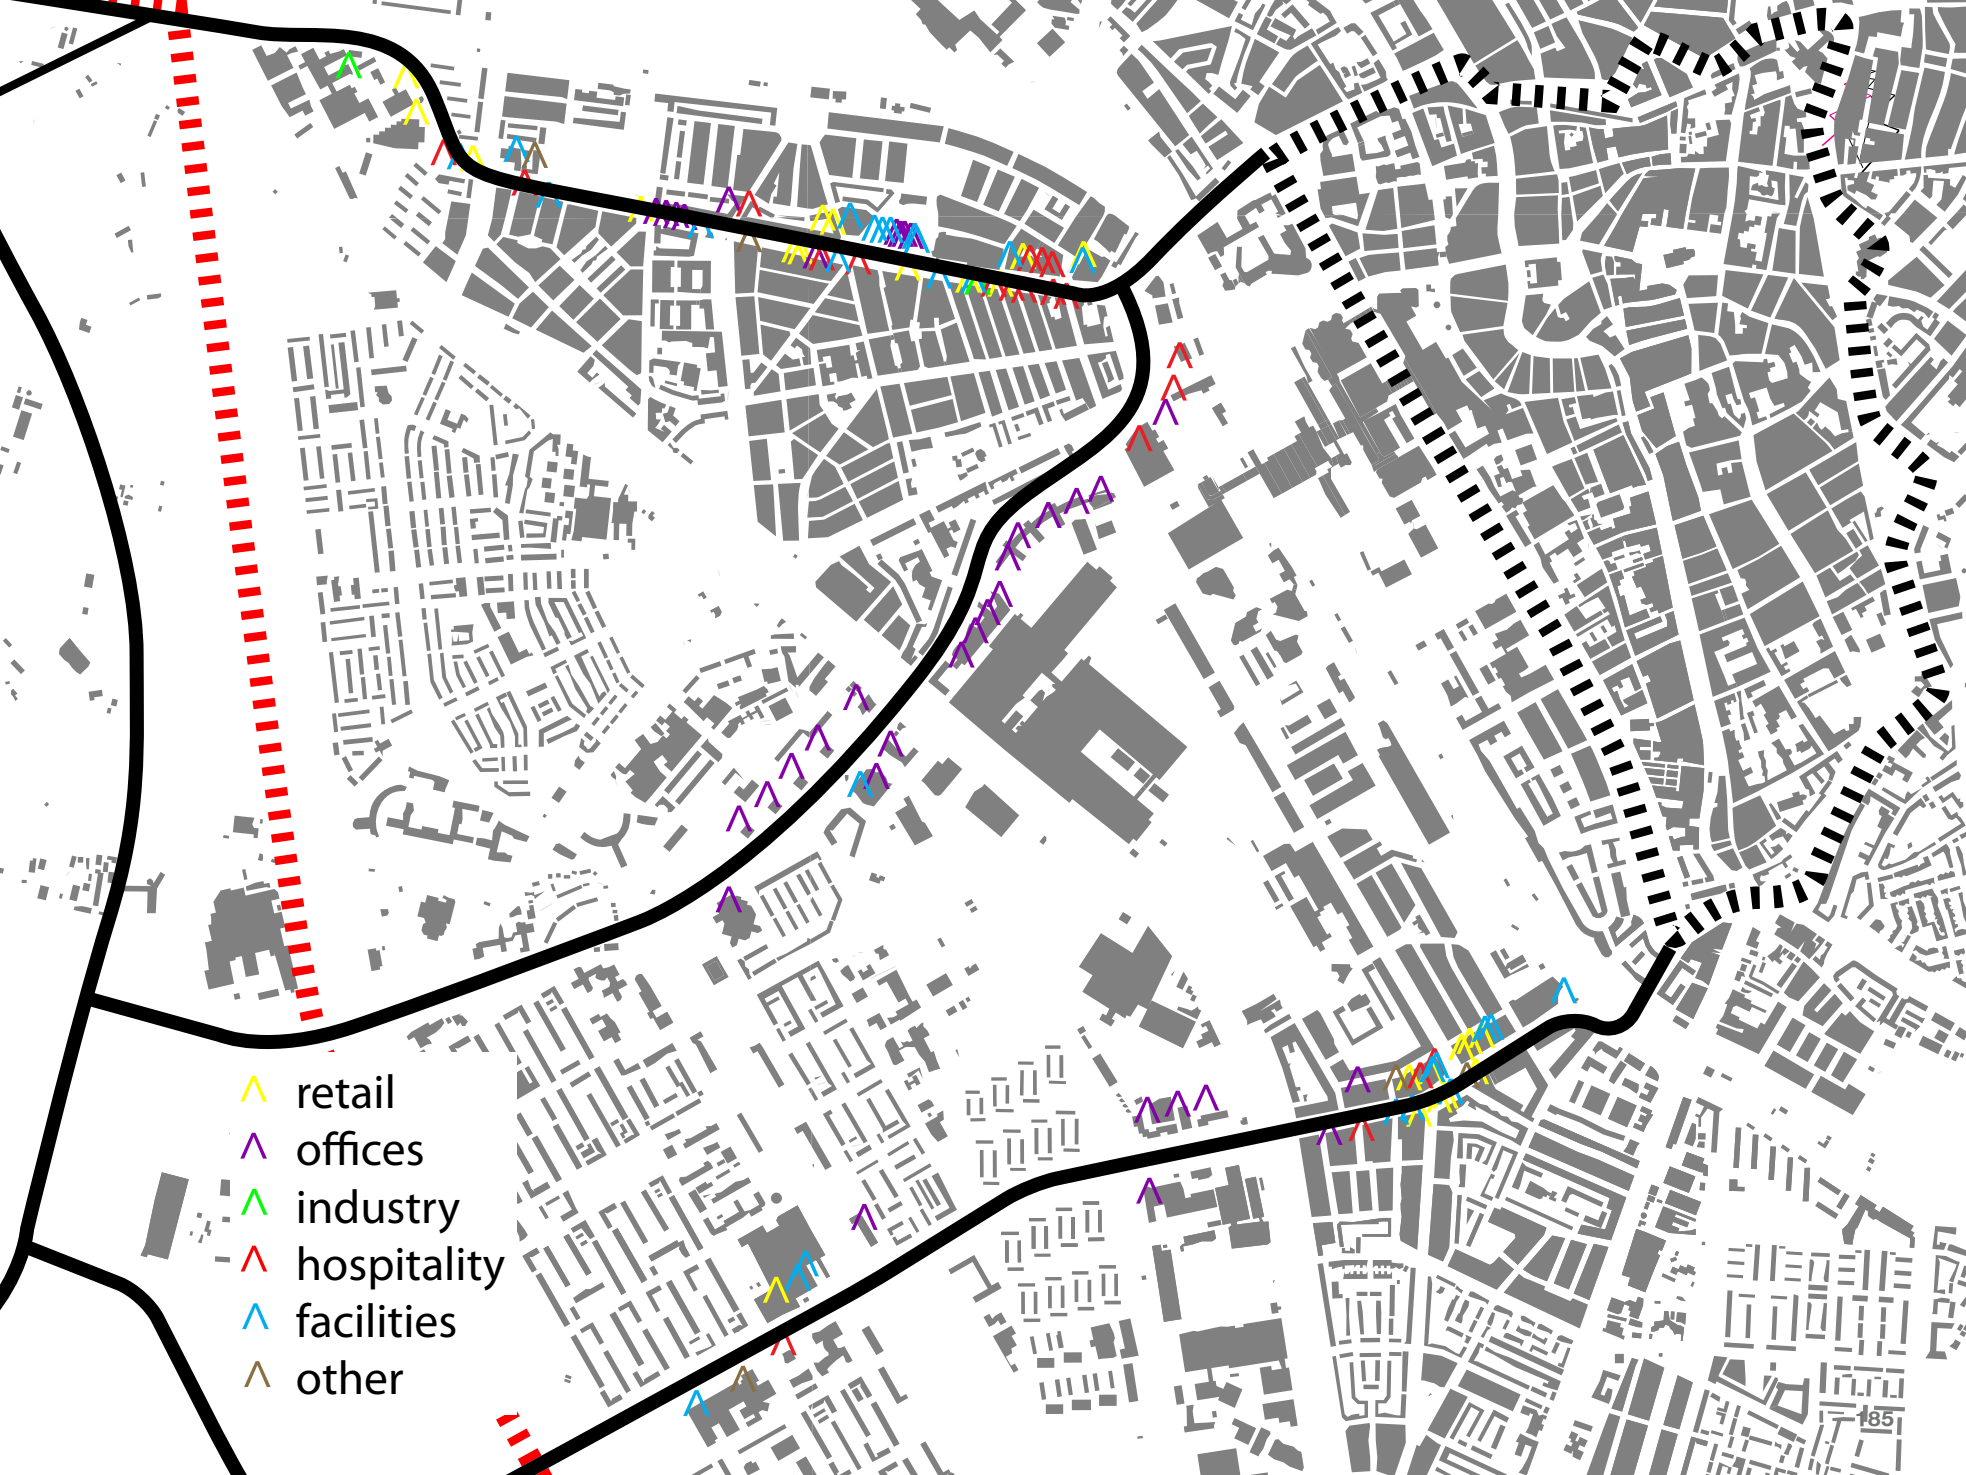 retail
offices
industry
hospitality
facilities
other
185